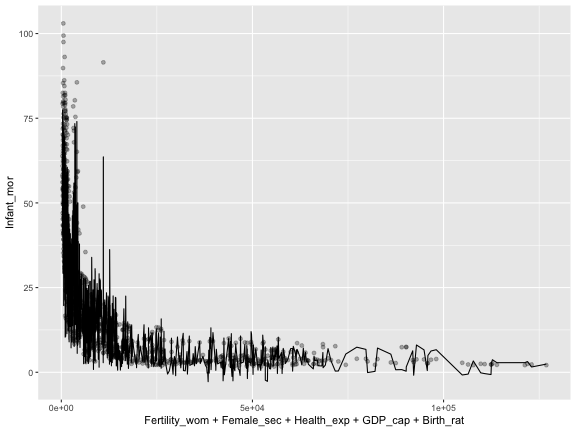 100
75
50
25
0
Infant_mor
0e+00
5e+04
1e+05
Fertility_wom + Female_sec + Health_exp + GDP_cap + Birth_rat